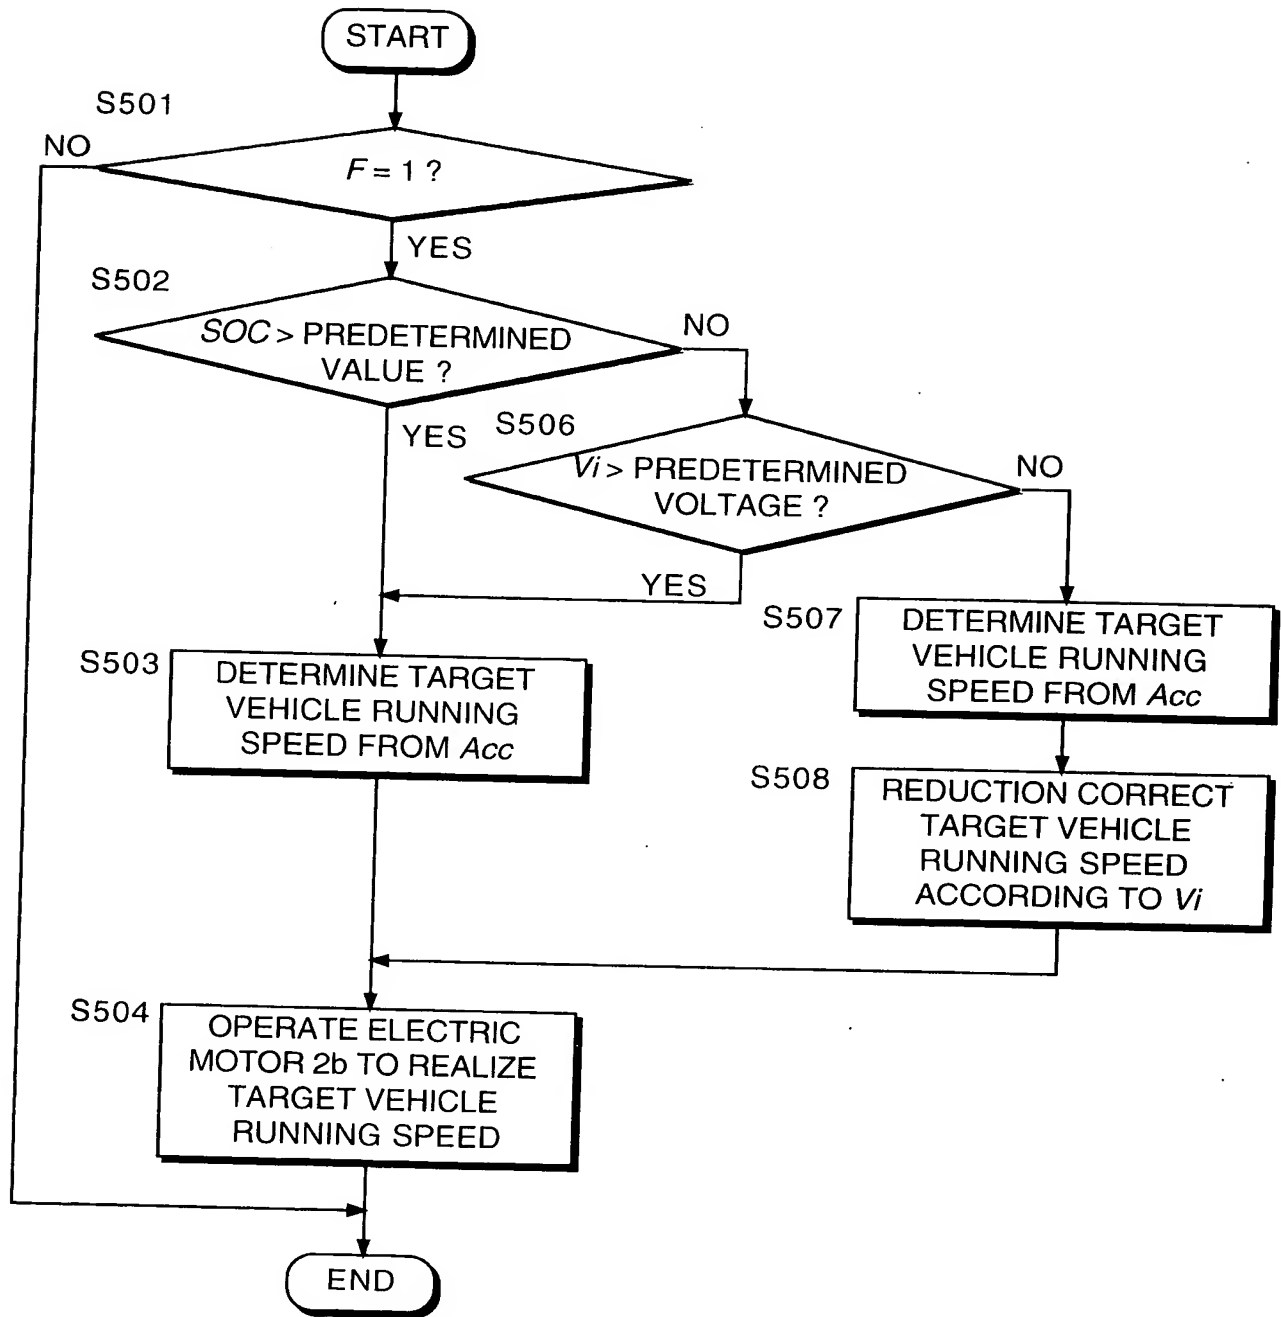 START
S501
NO
F = 1 ?
YES
S502
SOC > PREDETERMINED
VALUE ?
NO
YES
S506
Vi > PREDETERMINED
VOLTAGE ?
NO
YES
S507
DETERMINE TARGET
VEHICLE RUNNING
SPEED FROM Acc
S503
DETERMINE TARGET
VEHICLE RUNNING
SPEED FROM Acc
S508
REDUCTION CORRECT
TARGET VEHICLE
RUNNING SPEED
ACCORDING TO Vi
S504
OPERATE ELECTRIC
MOTOR 2b TO REALIZE
TARGET VEHICLE
RUNNING SPEED
END